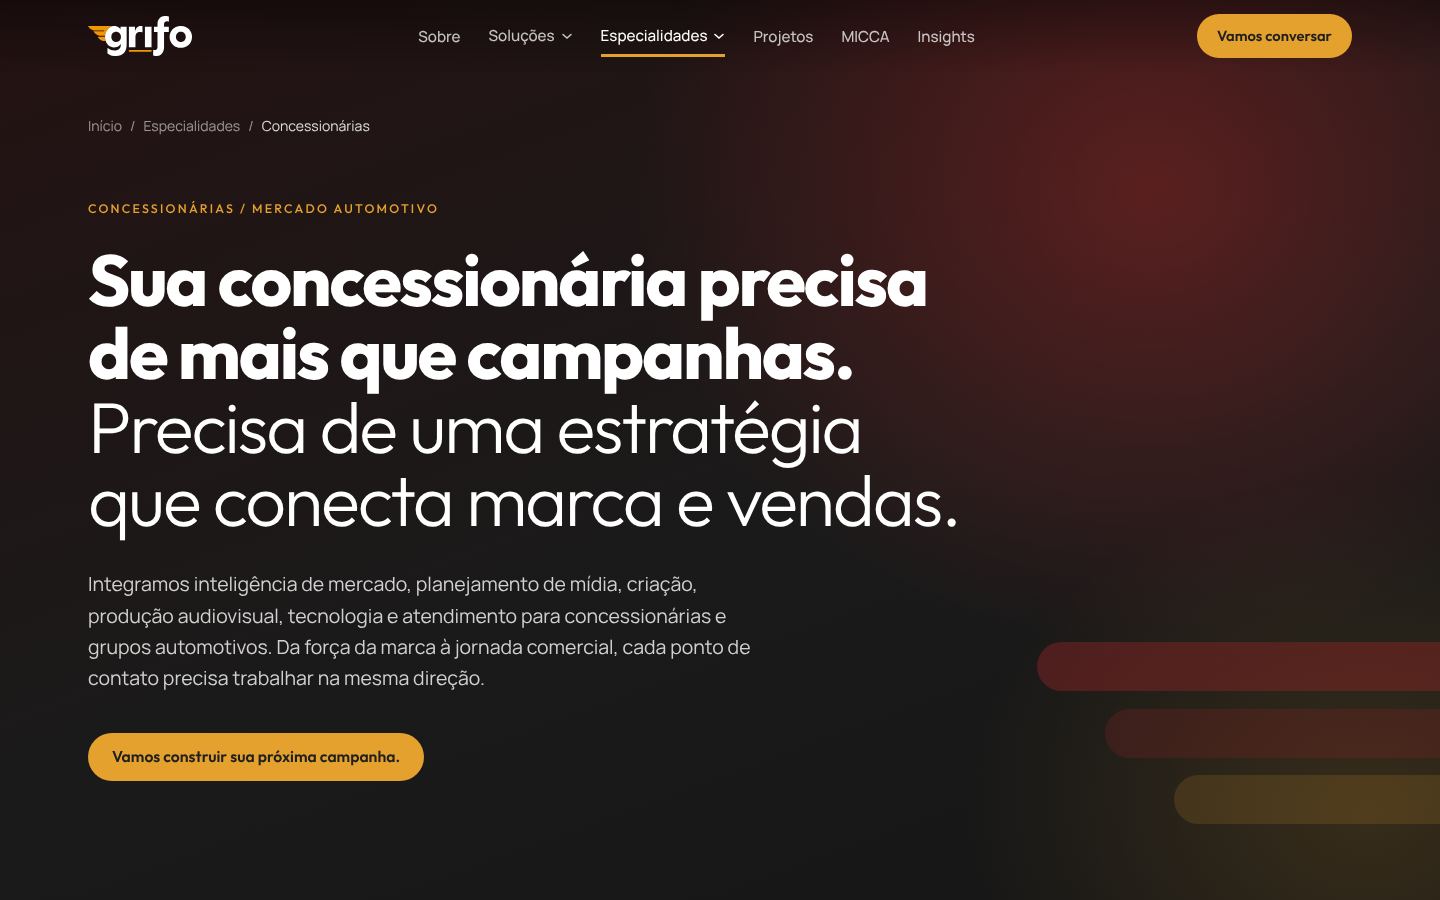 grifo
Sobre
Soluções
Especialidades
Projetos
MICCA
Insights
Vamos conversar
Início / Especialidades / Concessionárias
CONCESSIONÁRIAS / MERCADO AUTOMOTIVO
Sua concessionária precisa
de mais que campanhas.
Precisa de uma estratégia
que conecta marca e vendas.
Integramos inteligência de mercado, planejamento de mídia, criação,
produção audiovisual, tecnologia e atendimento para concessionárias e
grupos automotivos. Da força da marca à jornada comercial, cada ponto de
contato precisa trabalhar na mesma direção.
Vamos construir sua próxima campanha.